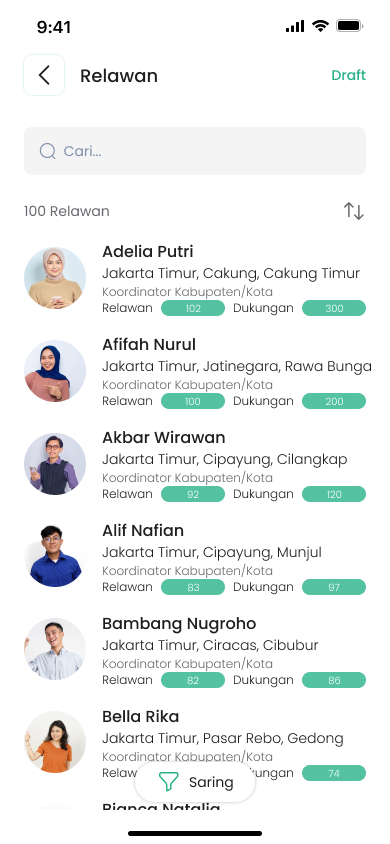 9:41
Relawan
Draft
Cari...
100 Relawan
Adelia Putri
Jakarta Timur, Cakung, Cakung Timur
Koordinator Kabupaten/Kota
Relawan 102 Dukungan 300
Afifah Nurul
Jakarta Timur, Jatinegara, Rawa Bunga
Koordinator Kabupaten/Kota
Relawan 100 Dukungan 200
Akbar Wirawan
Jakarta Timur, Cipayung, Cilangkap
Koordinator Kabupaten/Kota
Relawan 92 Dukungan 120
Alif Nafian
Jakarta Timur, Cipayung, Munjul
Koordinator Kabupaten/Kota
Relawan 83 Dukungan 97
Bambang Nugroho
Jakarta Timur, Ciracas, Cibubur
Koordinator Kabupaten/Kota
Relawan 82 Dukungan 86
Bella Rika
Jakarta Timur, Pasar Rebo, Gedong
Koordinator Kabupaten/Kota
74
Saring
Bianca Natalia